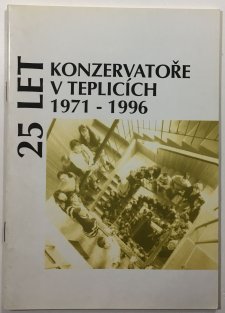 25 LET
KONZERVATOŘE
V TEPLICÍCH
1971 - 1996